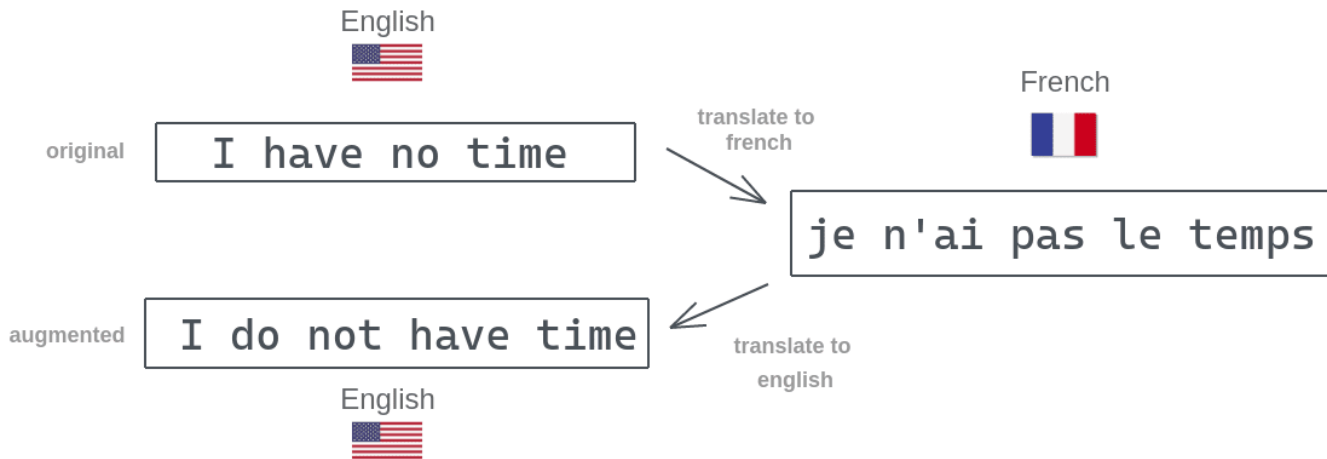 English
original
I have no time
translate to
french
French
je n'ai pas le temps
translate to
english
augmented
I do not have time
English